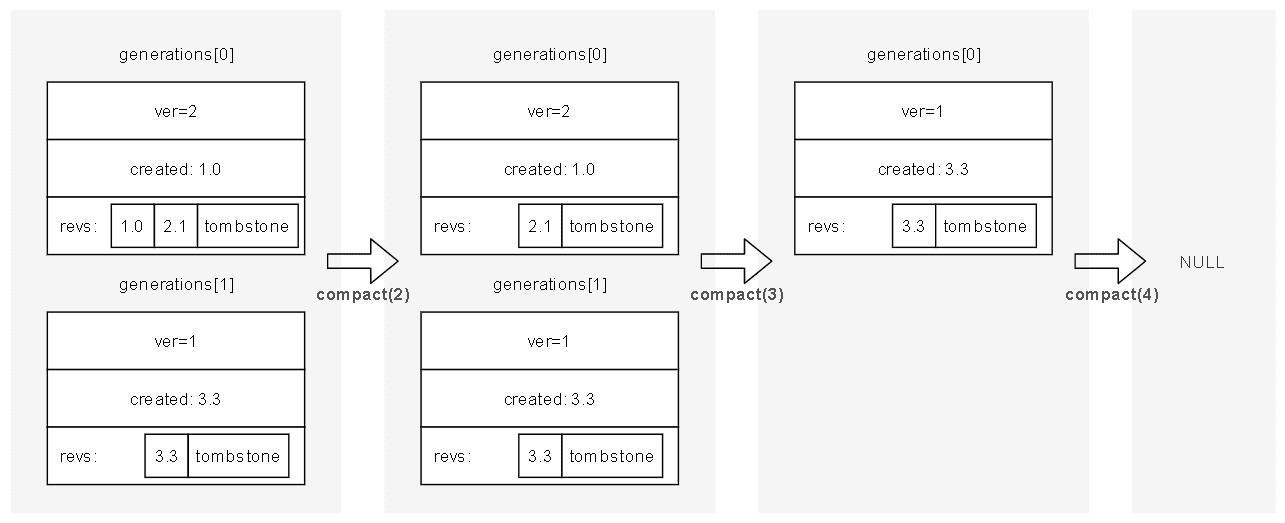 generations[0]
ver=2
created: 1.0
revs: 1.0 2.1 tombstone
generations[1]
ver=1
created: 3.3
revs: 3.3 tombstone
compact(2)
generations[0]
ver=2
created: 1.0
revs: 2.1 tombstone
generations[1]
ver=1
created: 3.3
revs: 3.3 tombstone
compact(3)
generations[0]
ver=1
created: 3.3
revs: 3.3 tombstone
compact(4)
NULL